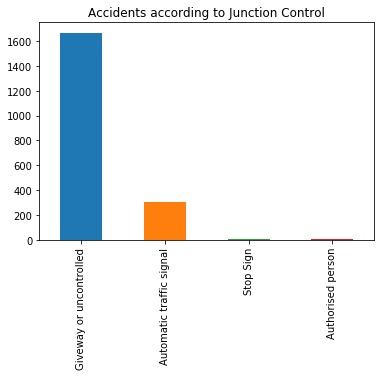 Accidents according to Junction Control
1600
1400
1200
1000
800
600
400
200
0
Giveway or uncontrolled
Automatic traffic signal
Stop Sign
Authorised person